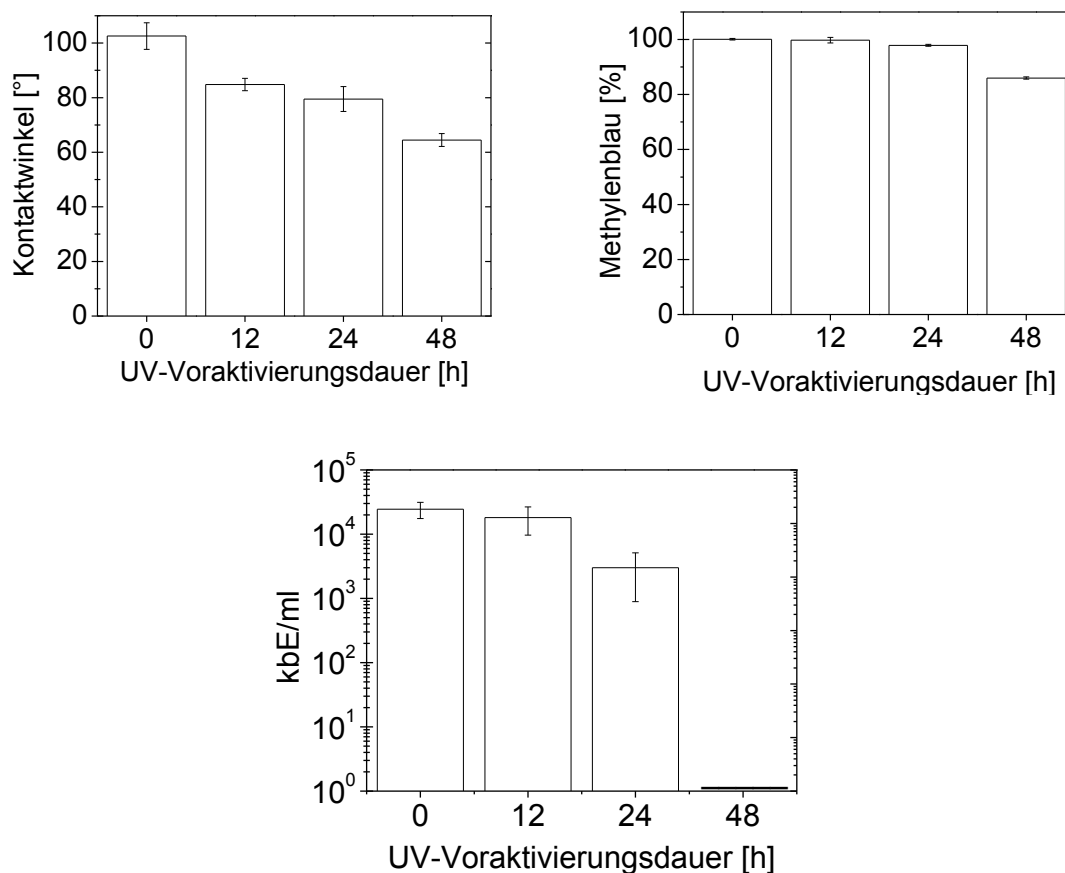 Kontaktwinkel [°]
100
80
60
40
20
0
0 12 24 48
UV-Voraktivierungsdauer [h]
Methylenblau [%]
100
80
60
40
20
0
0 12 24 48
UV-Voraktivierungsdauer [h]
kbE/ml
10⁵
10⁴
10³
10²
10¹
10⁰
0 12 24 48
UV-Voraktivierungsdauer [h]